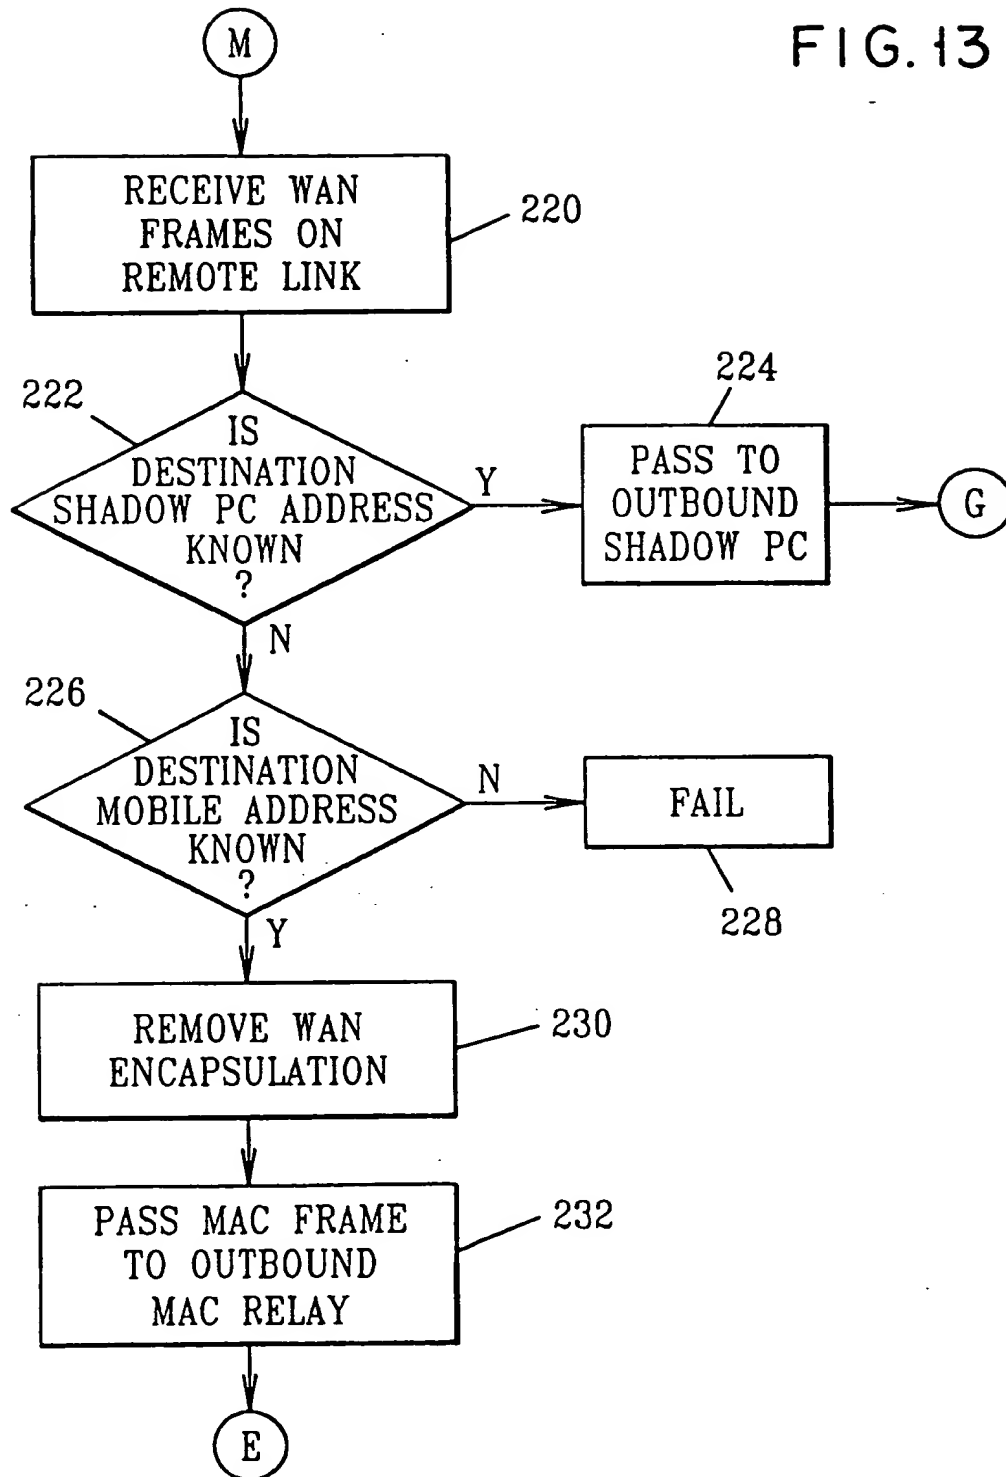 M
FIG. 13
RECEIVE WAN
FRAMES ON
REMOTE LINK
220
222
IS
DESTINATION
SHADOW PC ADDRESS
KNOWN
?
Y
224
PASS TO
OUTBOUND
SHADOW PC
G
N
226
IS
DESTINATION
MOBILE ADDRESS
KNOWN
?
N
FAIL
228
Y
REMOVE WAN
ENCAPSULATION
230
PASS MAC FRAME
TO OUTBOUND
MAC RELAY
232
E